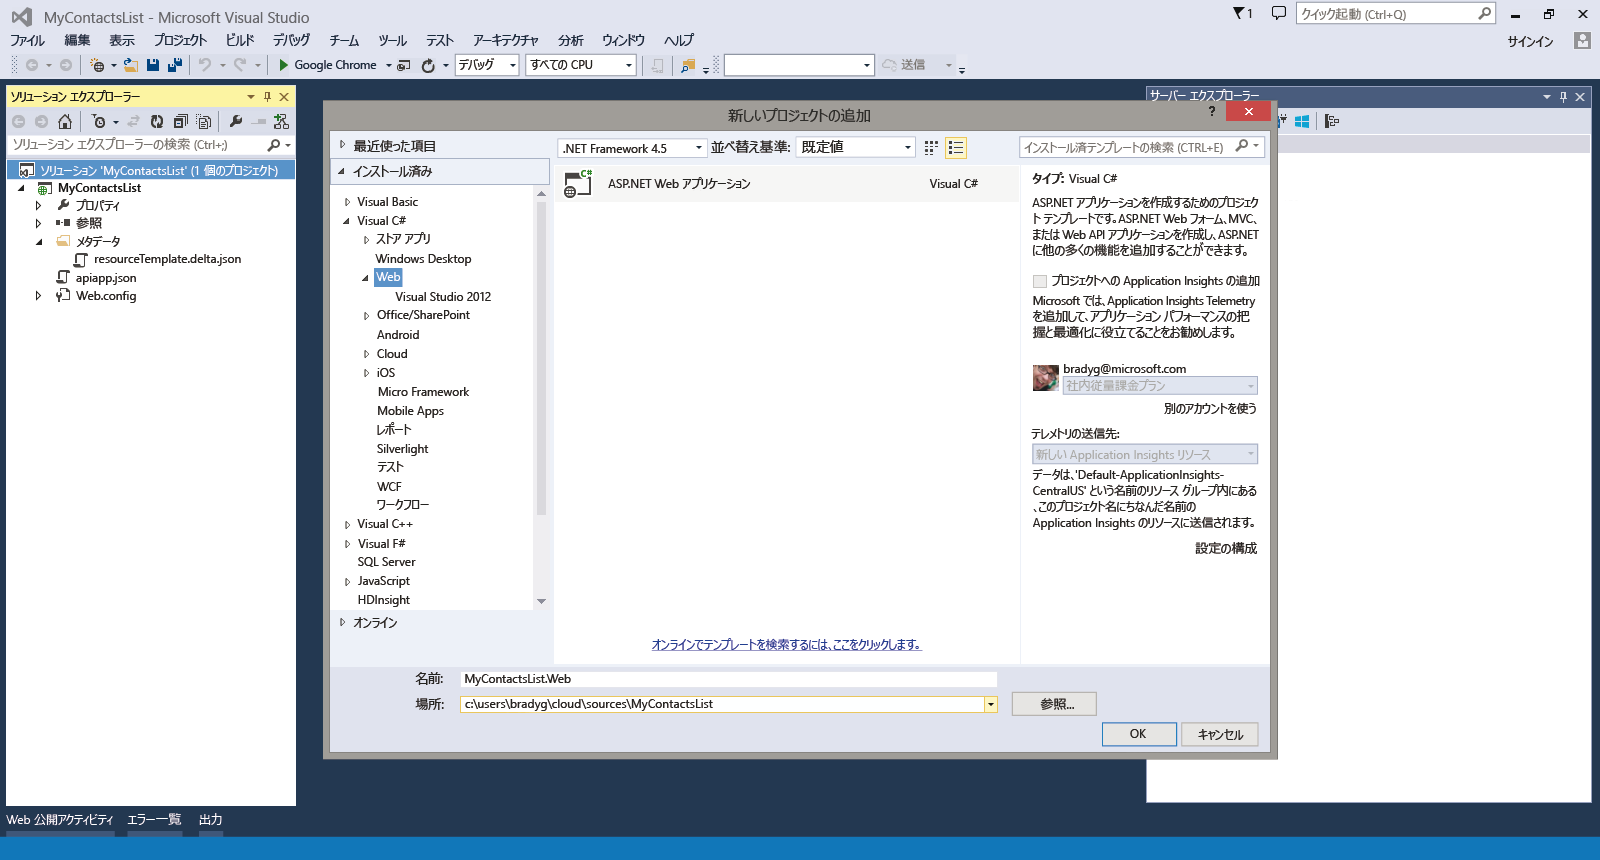 MyContactsList - Microsoft Visual Studio
1
クイック起動 (Ctrl+Q)
ファイル 編集 表示 プロジェクト ビルド デバッグ チーム ツール テスト アーキテクチャ 分析 ウィンドウ ヘルプ
サインイン
Google Chrome デバッグ すべての CPU 送信
ソリューション エクスプローラー
ソリューション エクスプローラーの検索 (Ctrl+;)
ソリューション 'MyContactsList' (1 個のプロジェクト)
MyContactsList
プロパティ
参照
メタデータ
resourceTemplate.delta.json
apiapp.json
Web.config
サーバー エクスプローラー
新しいプロジェクトの追加
?
最近使った項目
インストール済み
Visual Basic
Visual C#
ストア アプリ
Windows Desktop
Web
Visual Studio 2012
Office/SharePoint
Android
Cloud
iOS
Micro Framework
Mobile Apps
レポート
Silverlight
テスト
WCF
ワークフロー
Visual C++
Visual F#
SQL Server
JavaScript
HDInsight
オンライン
.NET Framework 4.5 並べ替え基準: 既定値
インストール済テンプレートの検索 (CTRL+E)
C#
ASP.NET Web アプリケーション Visual C#
オンラインでテンプレートを検索するには、ここをクリックします。
タイプ: Visual C#
ASP.NET アプリケーションを作成するためのプロジェク
ト テンプレートです。ASP.NET Web フォーム、MVC、
または Web API アプリケーションを作成し、ASP.NET
に他の多くの機能を追加することができます。
プロジェクトへの Application Insights の追加
Microsoft では、Application Insights Telemetry
を追加して、アプリケーション パフォーマンスの把
握と最適化に役立てることをお勧めします。
bradyg@microsoft.com
社内従量課金プラン
別のアカウントを使う
テレメトリの送信先:
新しい Application Insights リソース
データは、'Default-ApplicationInsights-
CentralUS' という名前のリソース グループ内にある
、このプロジェクト名にちなんだ名前の
Application Insights のリソースに送信されます。
設定の構成
名前: MyContactsList.Web
場所: c:\users\bradyg\cloud\sources\MyContactsList
参照...
OK キャンセル
Web 公開アクティビティ エラー一覧 出力